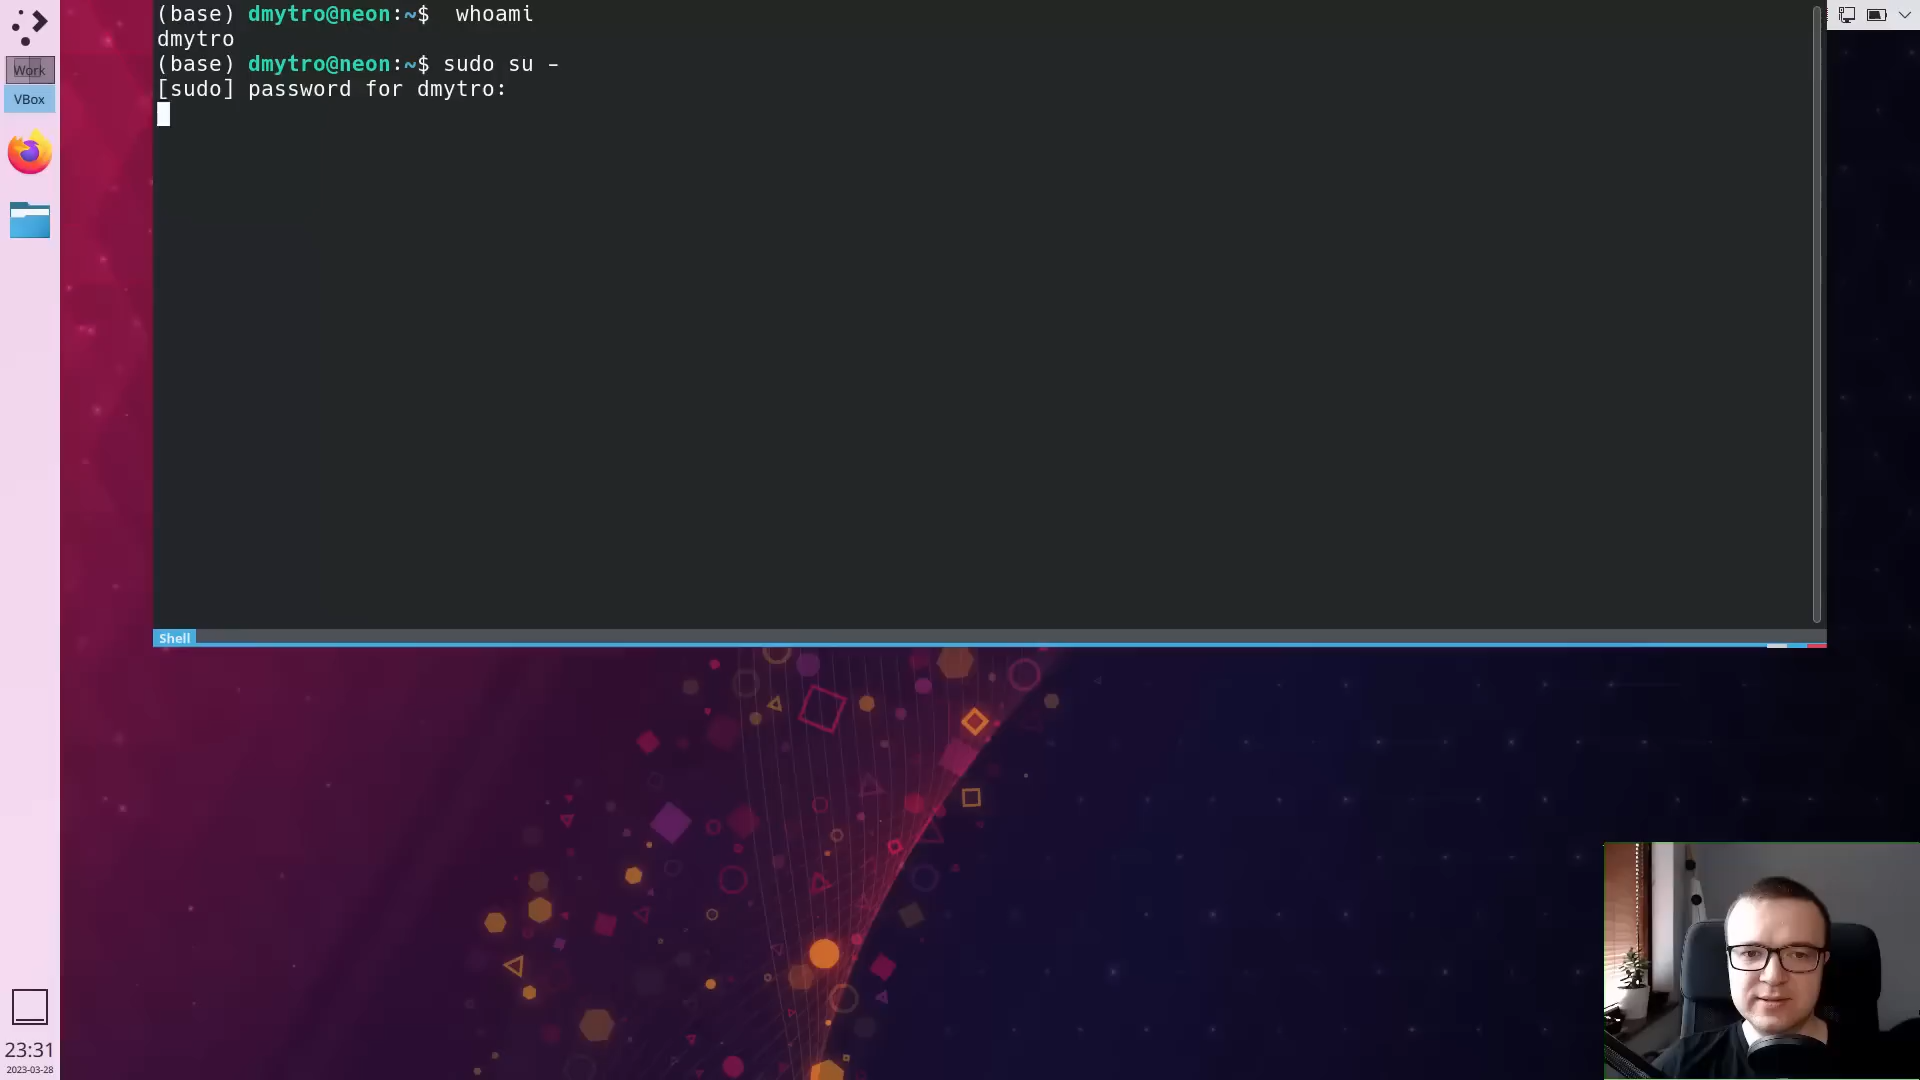 (base) dmytro@neon:~$  whoami
dmytro
(base) dmytro@neon:~$ sudo su -
[sudo] password for dmytro:
Shell
Work
VBox
23:31
2023-03-28